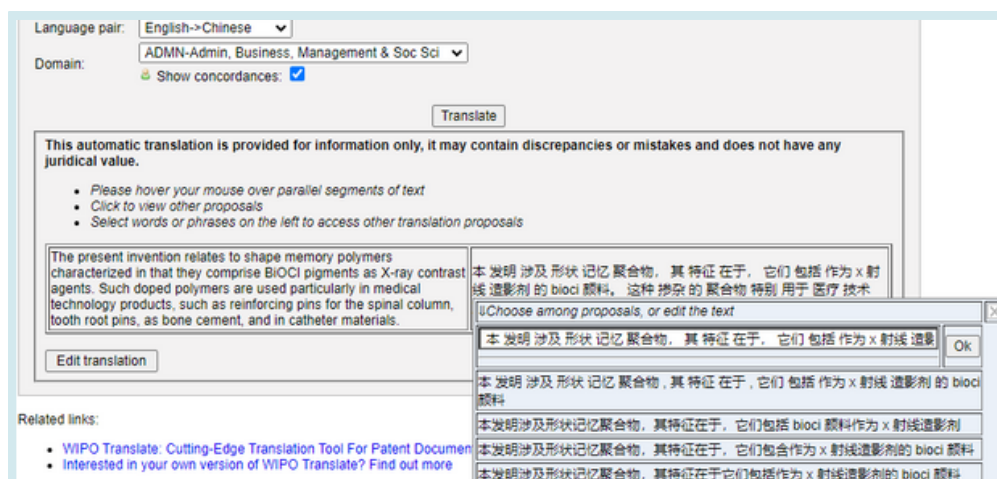 Language pair: English->Chinese
Domain: ADMN-Admin, Business, Management & Soc Sci
Show concordances:
Translate
This automatic translation is provided for information only, it may contain discrepancies or mistakes and does not have any
juridical value.
Please hover your mouse over parallel segments of text
Click to view other proposals
Select words or phrases on the left to access other translation proposals
The present invention relates to shape memory polymers
characterized in that they comprise BiOCl pigments as X-ray contrast
agents. Such doped polymers are used particularly in medical
technology products, such as reinforcing pins for the spinal column,
tooth root pins, as bone cement, and in catheter materials.
本 发明 涉及 形状 记忆 聚合物， 其 特征 在于， 它们 包括 作为 x 射
线 造影剂 的 bioci 颜料。 这种 掺杂 的 聚合物 特别 用于 医疗 技术
Choose among proposals, or edit the text
本 发明 涉及 形状 记忆 聚合物， 其 特征 在于， 它们 包括 作为 x 射线 造影
Ok
本 发明 涉及 形状 记忆 聚合物 , 其 特征 在于 , 它们 包括 作为 x 射线 造影剂 的 bioci
颜料
本发明涉及形状记忆聚合物，其特征在于，它们包括 bioci 颜料作为 x 射线造影剂
本发明涉及形状记忆聚合物，其特征在于，它们包含作为 x 射线造影剂的 bioci 颜料
本发明涉及形状记忆聚合物，其特征在于它们包括作为 x 射线造影剂的 bioci 颜料
Edit translation
Related links:
WIPO Translate: Cutting-Edge Translation Tool For Patent Documen
Interested in your own version of WIPO Translate? Find out more